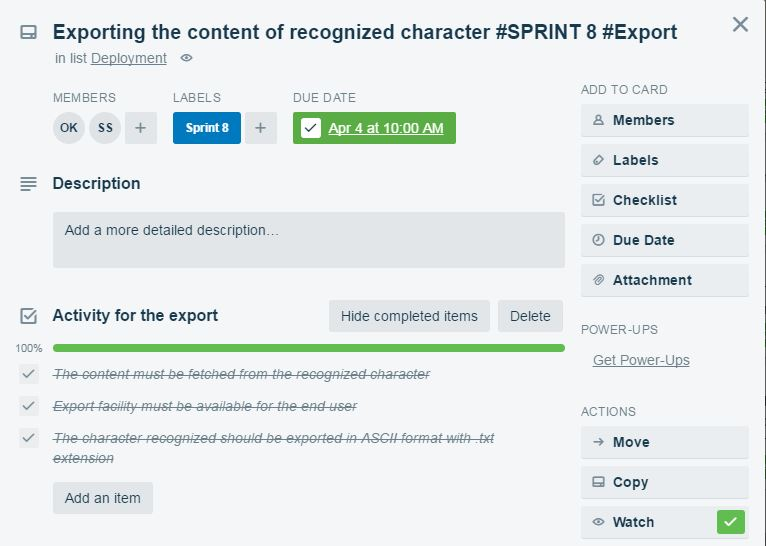 Exporting the content of recognized character #SPRINT 8 #Export
in list Deployment
MEMBERS
LABELS
DUE DATE
OK
SS
+
Sprint 8
+
Apr 4 at 10:00 AM
Description
Add a more detailed description…
Activity for the export
Hide completed items
Delete
100%
The content must be fetched from the recognized character
Export facility must be available for the end user
The character recognized should be exported in ASCII format with .txt
extension
Add an item
ADD TO CARD
Members
Labels
Checklist
Due Date
Attachment
POWER-UPS
Get Power-Ups
ACTIONS
Move
Copy
Watch